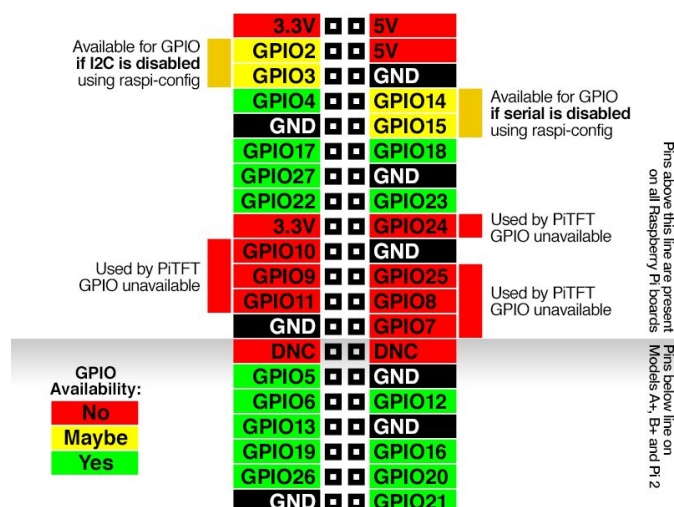 3.3V 5V
Available for GPIO
if I2C is disabled
using raspi-config
GPIO2 5V
GPIO3 GND
GPIO4 GPIO14
GND GPIO15
Available for GPIO
if serial is disabled
using raspi-config
GPIO17 GPIO18
GPIO27 GND
GPIO22 GPIO23
3.3V GPIO24
Used by PiTFT
GPIO unavailable
GPIO10 GND
GPIO9 GPIO25
GPIO11 GPIO8
GND GPIO7
Used by PiTFT
GPIO unavailable
Used by PiTFT
GPIO unavailable
Pins above this line are present
on all Raspberry Pi boards
DNC DNC
GPIO5 GND
GPIO6 GPIO12
GPIO13 GND
GPIO19 GPIO16
GPIO26 GPIO20
GND GPIO21
Pins below line on
Models A+, B+ and Pi 2
GPIO
Availability:
No
Maybe
Yes